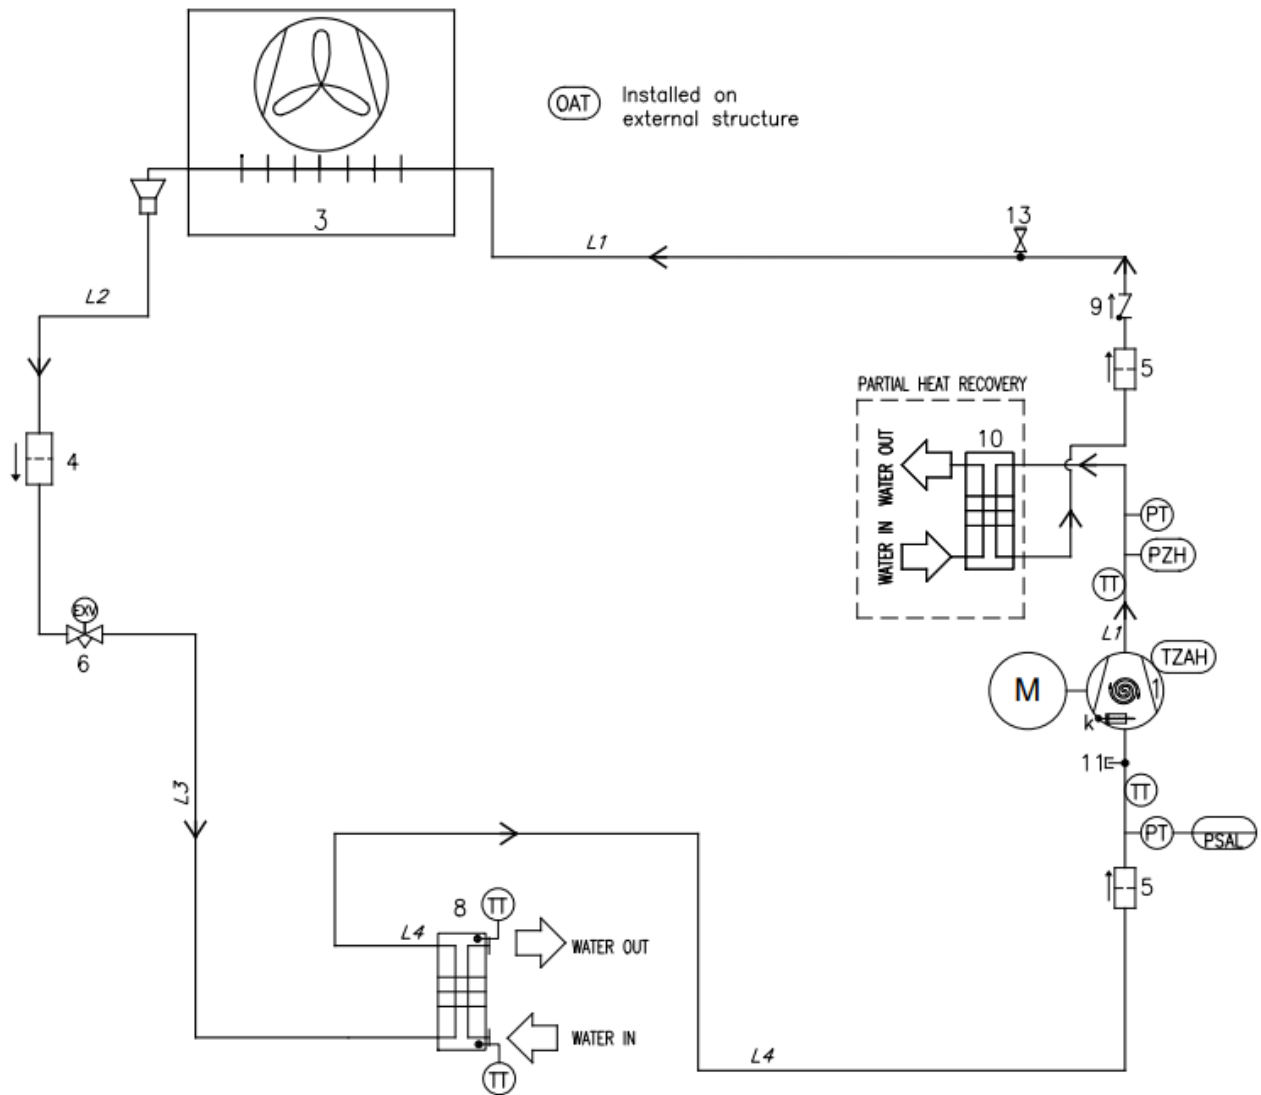 OAT
Installed on
external structure
3
L1
13
L2
9
5
PARTIAL HEAT RECOVERY
10
WATER OUT
WATER IN
4
PT
PZH
TT
L1
EXV
6
TZAH
M
1
k
11
TT
L3
PT
PSAL
5
8
TT
L4
WATER OUT
WATER IN
L4
TT